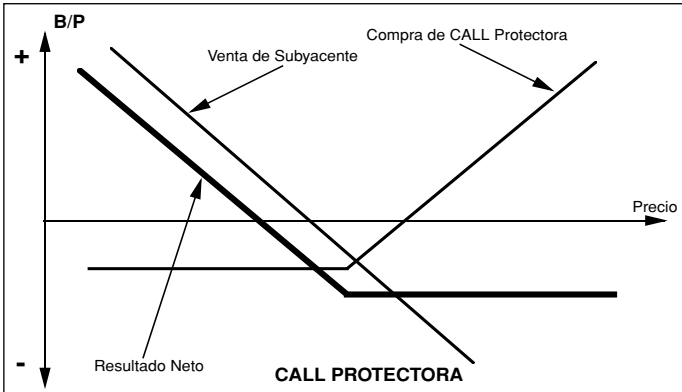 B/P
+
Compra de CALL Protectora
Venta de Subyacente
Precio
-
Resultado Neto
CALL PROTECTORA